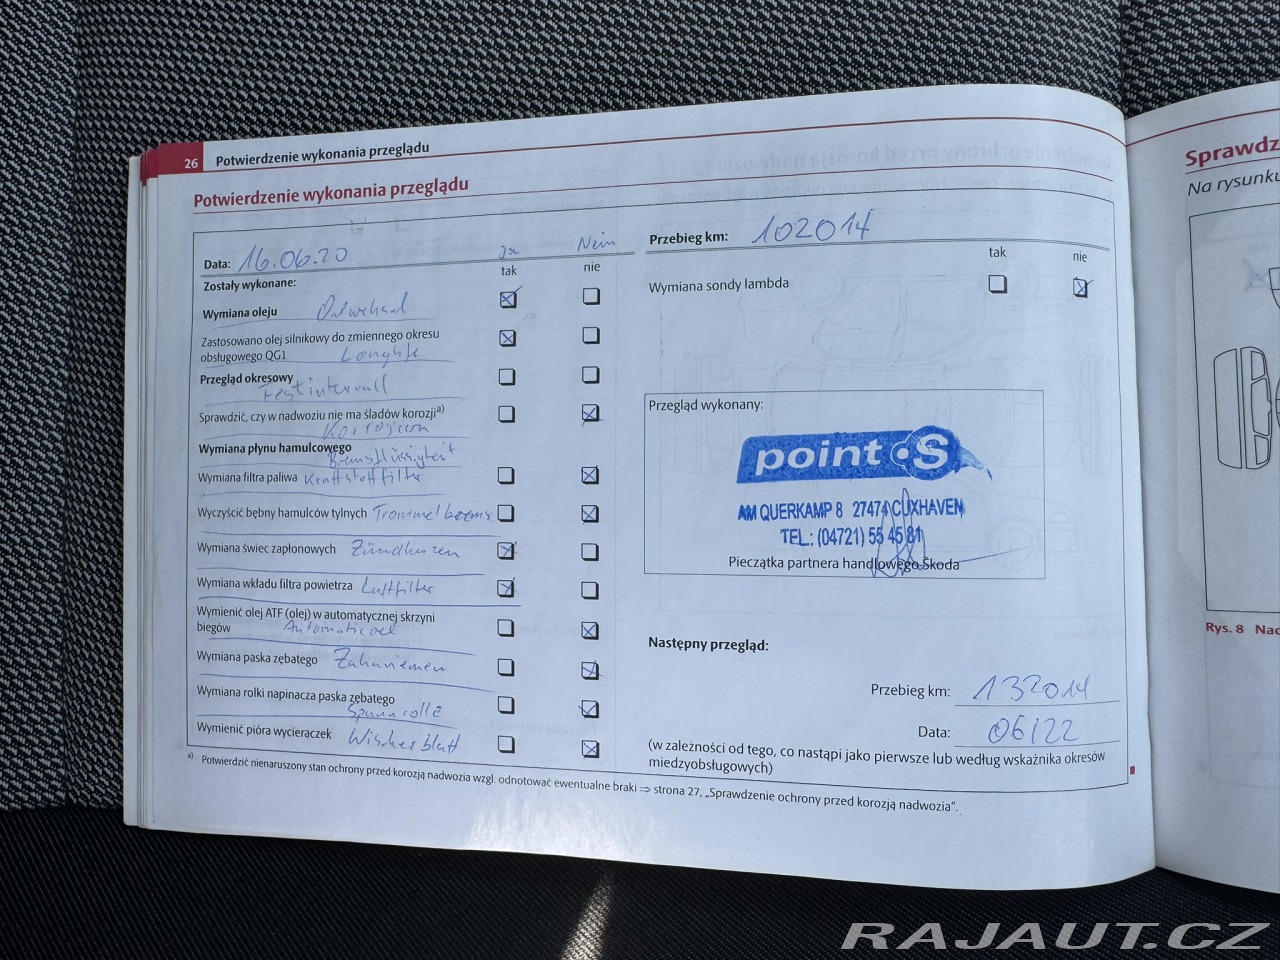 26 Potwierdzenie wykonania przeglądu
Potwierdzenie wykonania przeglądu
Data: 16.06.20
Ja
Nein
tak
nie
Zostały wykonane:
Wymiana oleju Ölwechsel
Zastosowano olej silnikowy do zmiennego okresu
obsługowego QG1 Longlife
Przegląd okresowy
Festintervall
Sprawdzić, czy w nadwoziu nie ma śladów korozji a)
Korrosion
Wymiana płynu hamulcowego
Bremsflüssigkeit
Wymiana filtra paliwa Kraftstofffilter
Wyczyścić bębny hamulców tylnych Trommelbremse
Wymiana świec zapłonowych Zündkerzen
Wymiana wkładu filtra powietrza Luftfilter
Wymienić olej ATF (olej) w automatycznej skrzyni
biegów Automaticoel
Wymiana paska zębatego Zahnriemen
Wymiana rolki napinacza paska zębatego
Spannrolle
Wymienić pióra wycieraczek Wischerblatt
Przebieg km: 102014
tak
nie
Wymiana sondy lambda
Przegląd wykonany:
point S
AM QUERKAMP 8 27474 CUXHAVEN
TEL.: (04721) 55 45 81
Pieczątka partnera handlowego Škoda
Następny przegląd:
Przebieg km: 132014
Data: 06/22
(w zależności od tego, co nastąpi jako pierwsze lub według wskaźnika okresów
miedzyobsługowych)
a) Potwierdzić nienaruszony stan ochrony przed korozją nadwozia wzgl. odnotować ewentualne braki ⇒ strona 27, „Sprawdzenie ochrony przed korozją nadwozia”.
Sprawdz
Na rysunku
Rys. 8 Nad
RAJAUT.CZ